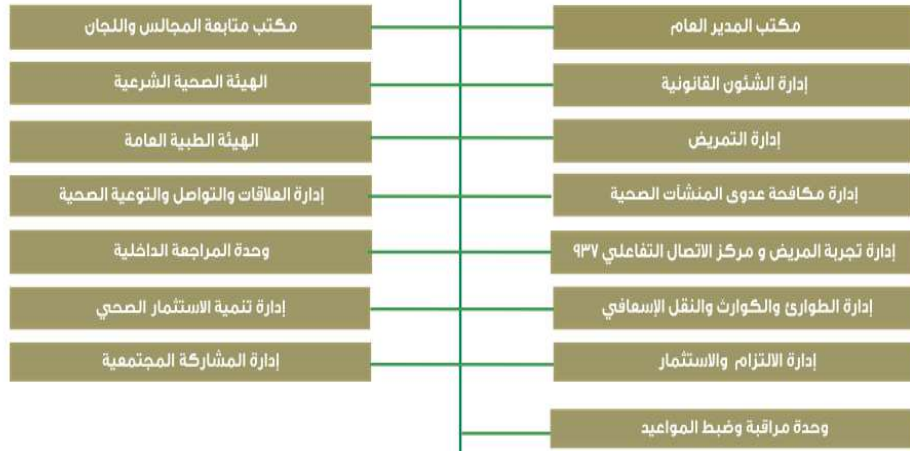 مكتب المدير العام
مكتب متابعة المجالس واللجان
إدارة الشئون القانونية
الهيئة الصحية الشرعية
إدارة التمريض
الهيئة الطبية العامة
إدارة مكافحة عدوى المنشآت الصحية
إدارة العلاقات والتواصل والتوعية الصحية
إدارة تجربة المريض و مركز الاتصال التفاعلي ٩٣٧
وحدة المراجعة الداخلية
إدارة الطوارئ والكوارث والنقل الإسعافي
إدارة تنمية الاستثمار الصحي
إدارة الالتزام والاستثمار
إدارة المشاركة المجتمعية
وحدة مراقبة وضبط المواعيد